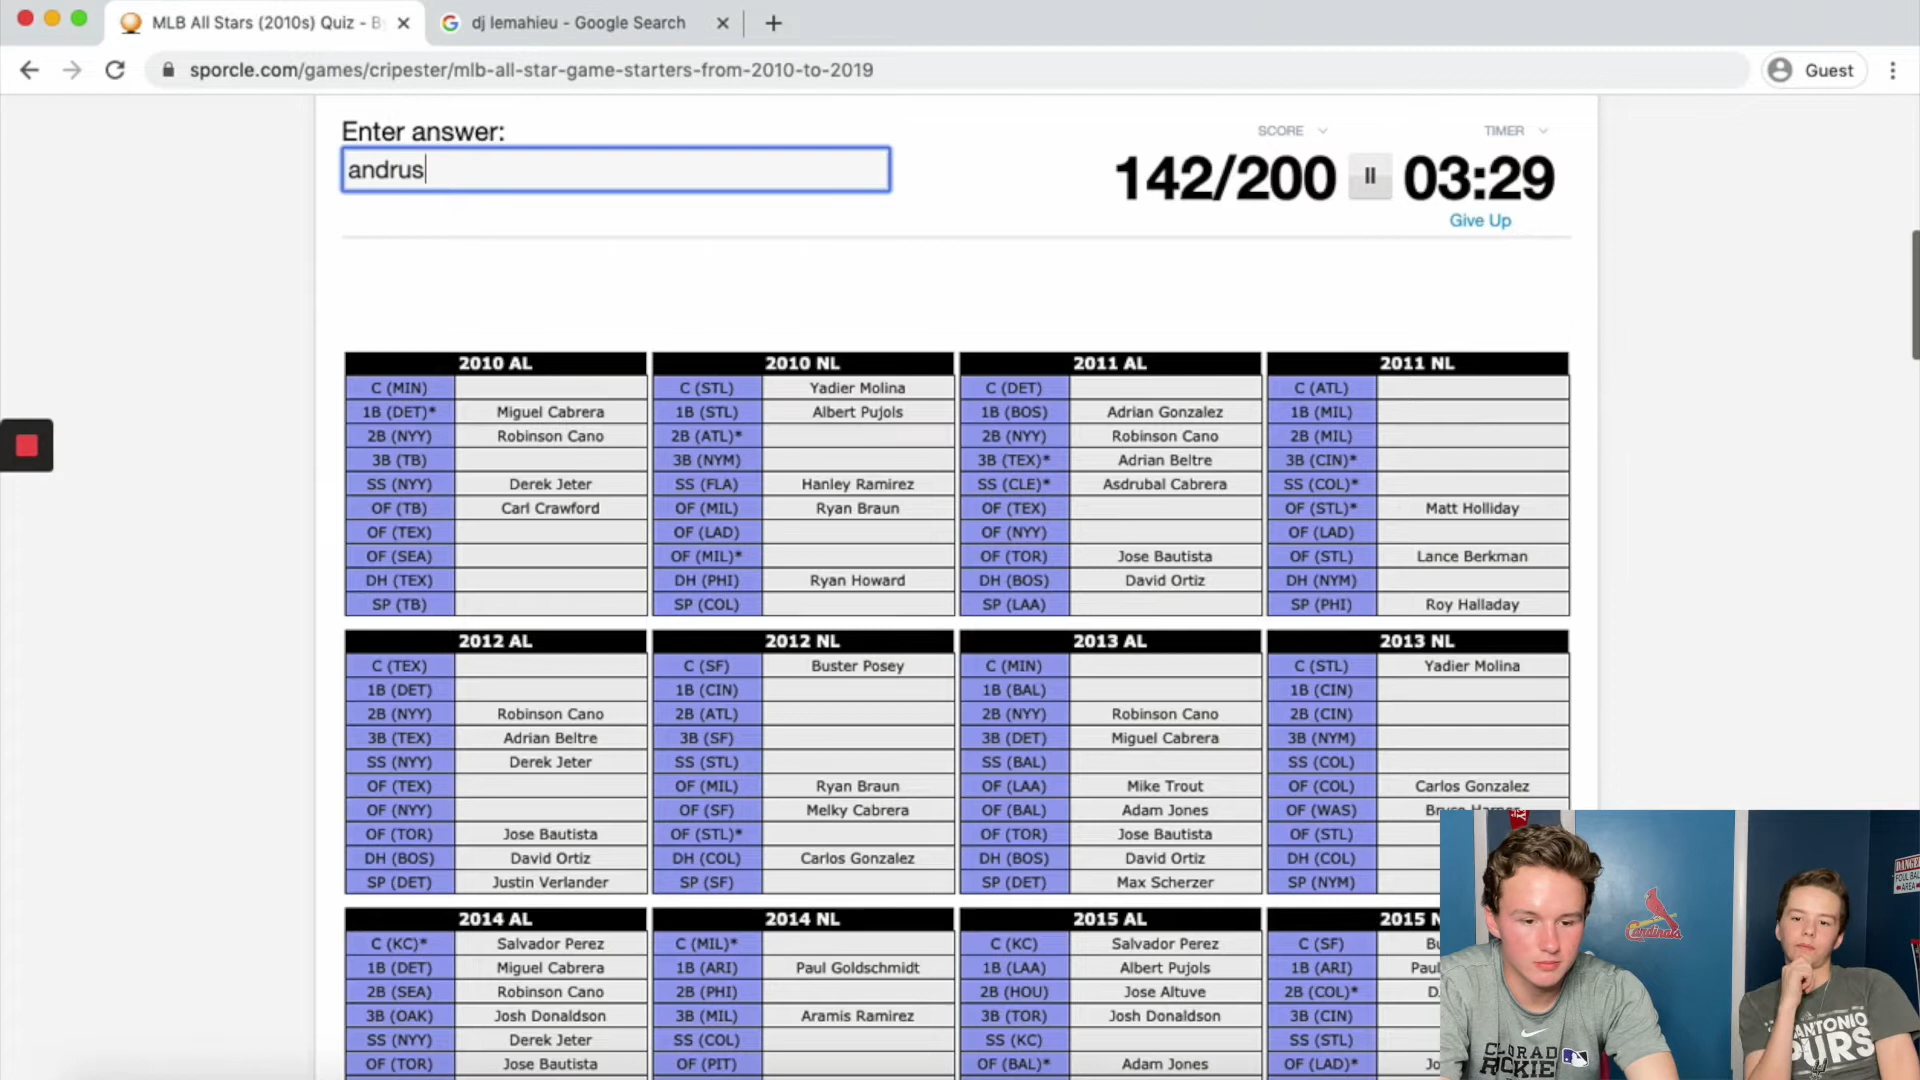 MLB All Stars (2010s) Quiz - B
dj lemahieu - Google Search
sporcle.com/games/cripester/mlb-all-star-game-starters-from-2010-to-2019
Guest
Enter answer:
andrus
SCORE
TIMER
142/200
03:29
Give Up
2010 AL
C (MIN)
1B (DET)* Miguel Cabrera
2B (NYY) Robinson Cano
3B (TB)
SS (NYY) Derek Jeter
OF (TB) Carl Crawford
OF (TEX)
OF (SEA)
DH (TEX)
SP (TB)
2010 NL
C (STL) Yadier Molina
1B (STL) Albert Pujols
2B (ATL)*
3B (NYM)
SS (FLA) Hanley Ramirez
OF (MIL) Ryan Braun
OF (LAD)
OF (MIL)*
DH (PHI) Ryan Howard
SP (COL)
2011 AL
C (DET)
1B (BOS) Adrian Gonzalez
2B (NYY) Robinson Cano
3B (TEX)* Adrian Beltre
SS (CLE)* Asdrubal Cabrera
OF (TEX)
OF (NYY)
OF (TOR) Jose Bautista
DH (BOS) David Ortiz
SP (LAA)
2011 NL
C (ATL)
1B (MIL)
2B (MIL)
3B (CIN)*
SS (COL)*
OF (STL)* Matt Holliday
OF (LAD)
OF (STL) Lance Berkman
DH (NYM)
SP (PHI) Roy Halladay
2012 AL
C (TEX)
1B (DET)
2B (NYY) Robinson Cano
3B (TEX) Adrian Beltre
SS (NYY) Derek Jeter
OF (TEX)
OF (NYY)
OF (TOR) Jose Bautista
DH (BOS) David Ortiz
SP (DET) Justin Verlander
2012 NL
C (SF) Buster Posey
1B (CIN)
2B (ATL)
3B (SF)
SS (STL)
OF (MIL) Ryan Braun
OF (SF) Melky Cabrera
OF (STL)*
DH (COL) Carlos Gonzalez
SP (SF)
2013 AL
C (MIN)
1B (BAL)
2B (NYY) Robinson Cano
3B (DET) Miguel Cabrera
SS (BAL)
OF (LAA) Mike Trout
OF (BAL) Adam Jones
OF (TOR) Jose Bautista
DH (BOS) David Ortiz
SP (DET) Max Scherzer
2013 NL
C (STL) Yadier Molina
1B (CIN)
2B (CIN)
3B (NYM)
SS (COL)
OF (COL) Carlos Gonzalez
OF (WAS)
OF (STL)
DH (COL)
SP (NYM)
2014 AL
C (KC)* Salvador Perez
1B (DET) Miguel Cabrera
2B (SEA) Robinson Cano
3B (OAK) Josh Donaldson
SS (NYY) Derek Jeter
OF (TOR) Jose Bautista
2014 NL
C (MIL)*
1B (ARI) Paul Goldschmidt
2B (PHI)
3B (MIL) Aramis Ramirez
SS (COL)
OF (PIT)
2015 AL
C (KC) Salvador Perez
1B (LAA) Albert Pujols
2B (HOU) Jose Altuve
3B (TOR) Josh Donaldson
SS (KC)
OF (BAL)* Adam Jones
2015 N
C (SF) Bu
1B (ARI) Pau
2B (COL)* D
3B (CIN)
SS (STL)
OF (LAD)* Jo
Cardinals
DANGER
FOUL BAL
AREA